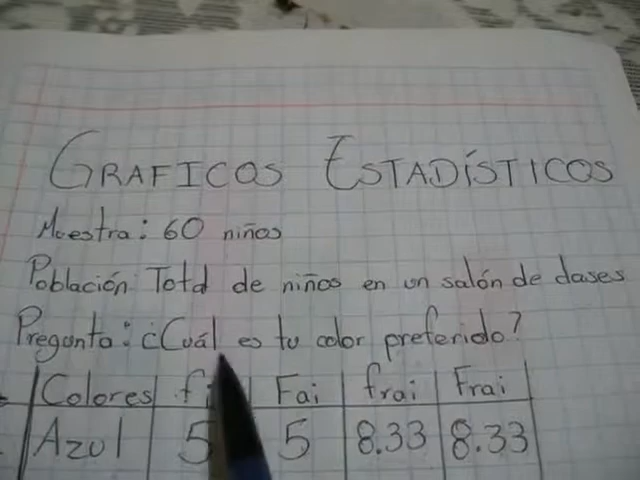 GRAFICOS ESTADÍSTICOS
Muestra: 60 niños
Población Total de niños en un salón de clases
Pregunta: ¿Cuál es tu color preferido?
Colores Fai frai Frai
Azul 5 5 8.33 8.33